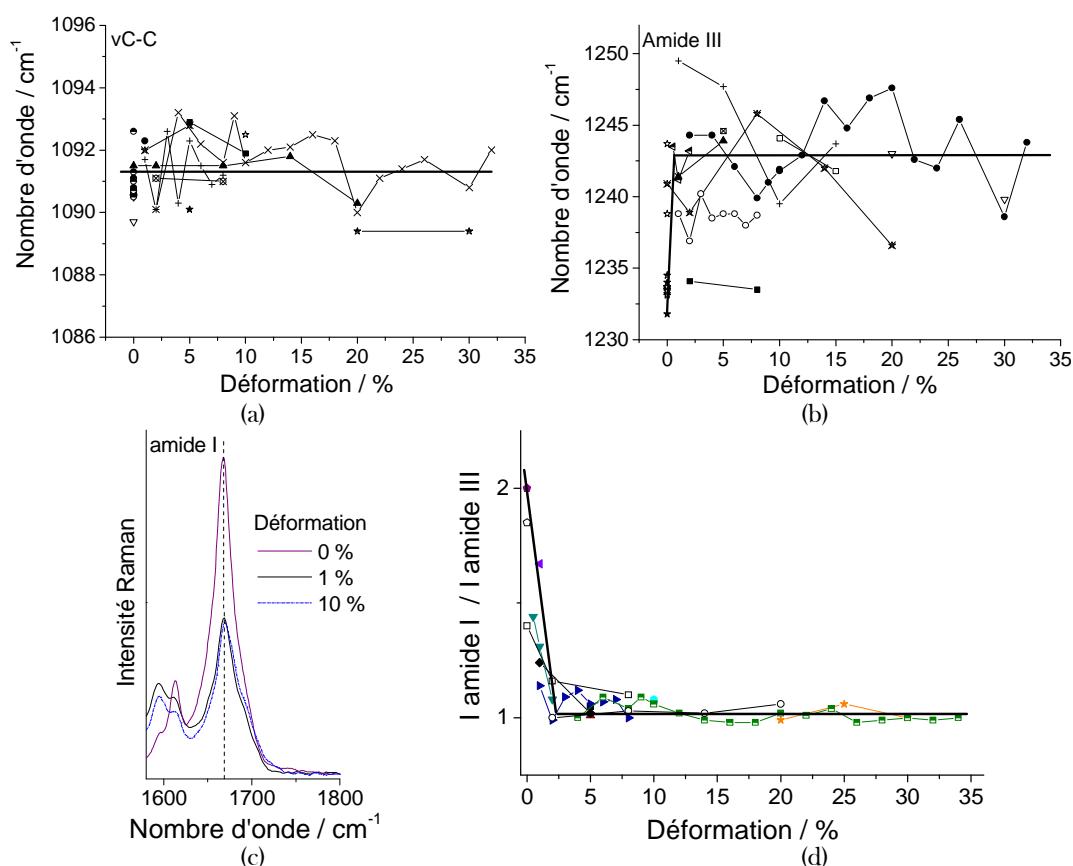 νC-C
Nombre d'onde / cm-1
1096
1094
1092
1090
1088
1086
0
5
10
15
20
25
30
35
Déformation / %
(a)
Amide III
Nombre d'onde / cm-1
1250
1245
1240
1235
1230
0
5
10
15
20
25
30
35
Déformation / %
(b)
amide I
Intensité Raman
Déformation
0 %
1 %
10 %
1600
1700
1800
Nombre d'onde / cm-1
(c)
I amide I / I amide III
2
1
0
5
10
15
20
25
30
35
Déformation / %
(d)